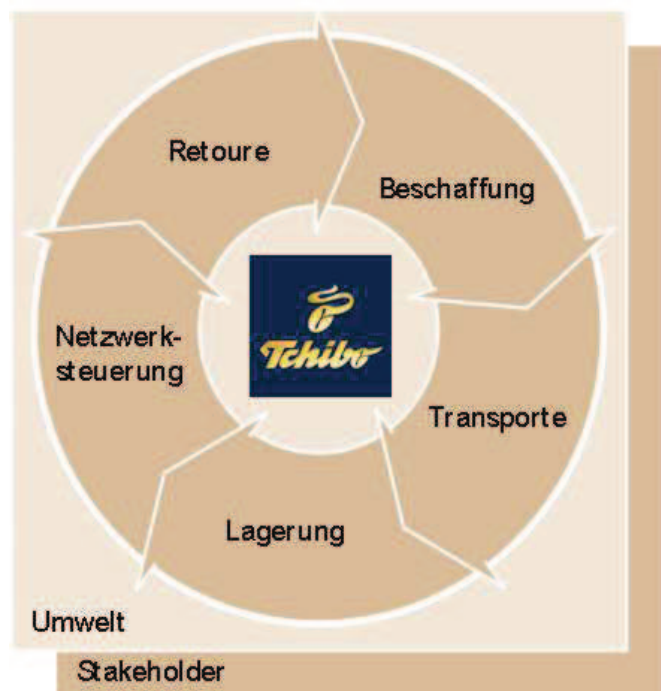 Retoure
Beschaffung
Tchibo
Netzwerk-
steuerung
Transporte
Lagerung
Umwelt
Stakeholder